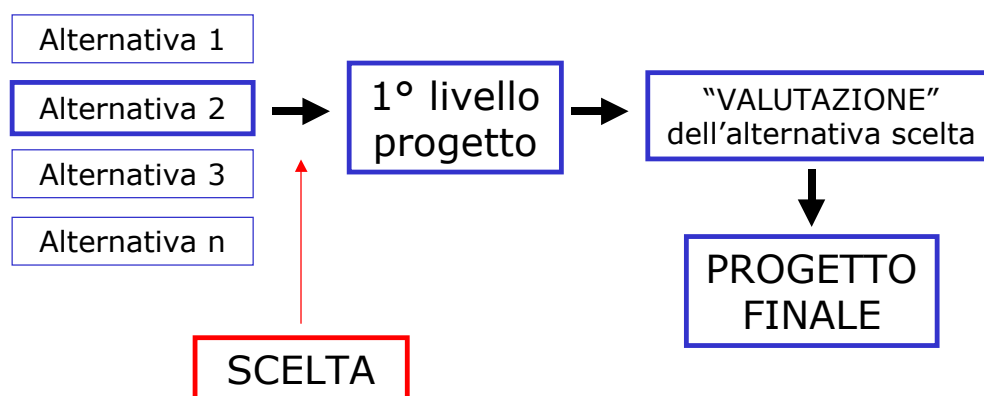 Alternativa 1
Alternativa 2
Alternativa 3
Alternativa n
1° livello
progetto
“VALUTAZIONE”
dell’alternativa scelta
PROGETTO
FINALE
SCELTA